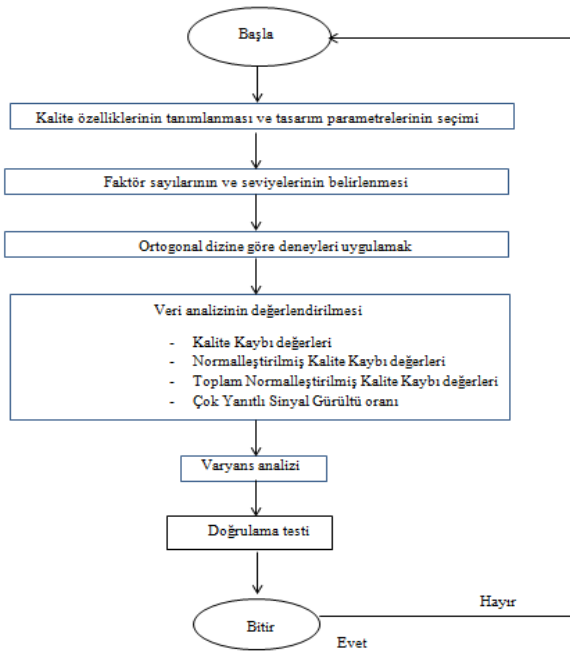 Başla
Kalite özelliklerinin tanımlanması ve tasarım parametrelerinin seçimi
Faktör sayılarının ve seviyelerinin belirlenmesi
Ortogonal dizine göre deneyleri uygulamak
Veri analizinin değerlendirilmesi
- Kalite Kaybı değerleri
- Normalleştirilmiş Kalite Kaybı değerleri
- Toplam Normalleştirilmiş Kalite Kaybı değerleri
- Çok Yanıtlı Sinyal Gürültü oranı
Varyans analizi
Doğrulama testi
Hayır
Bitir
Evet